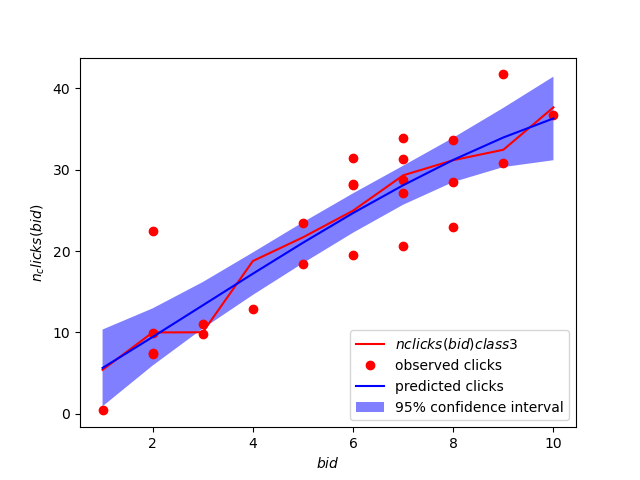 40
30
20
10
0
n_clicks(bid)
2
4
6
8
10
bid
nclicks(bid)class3
observed clicks
predicted clicks
95% confidence interval